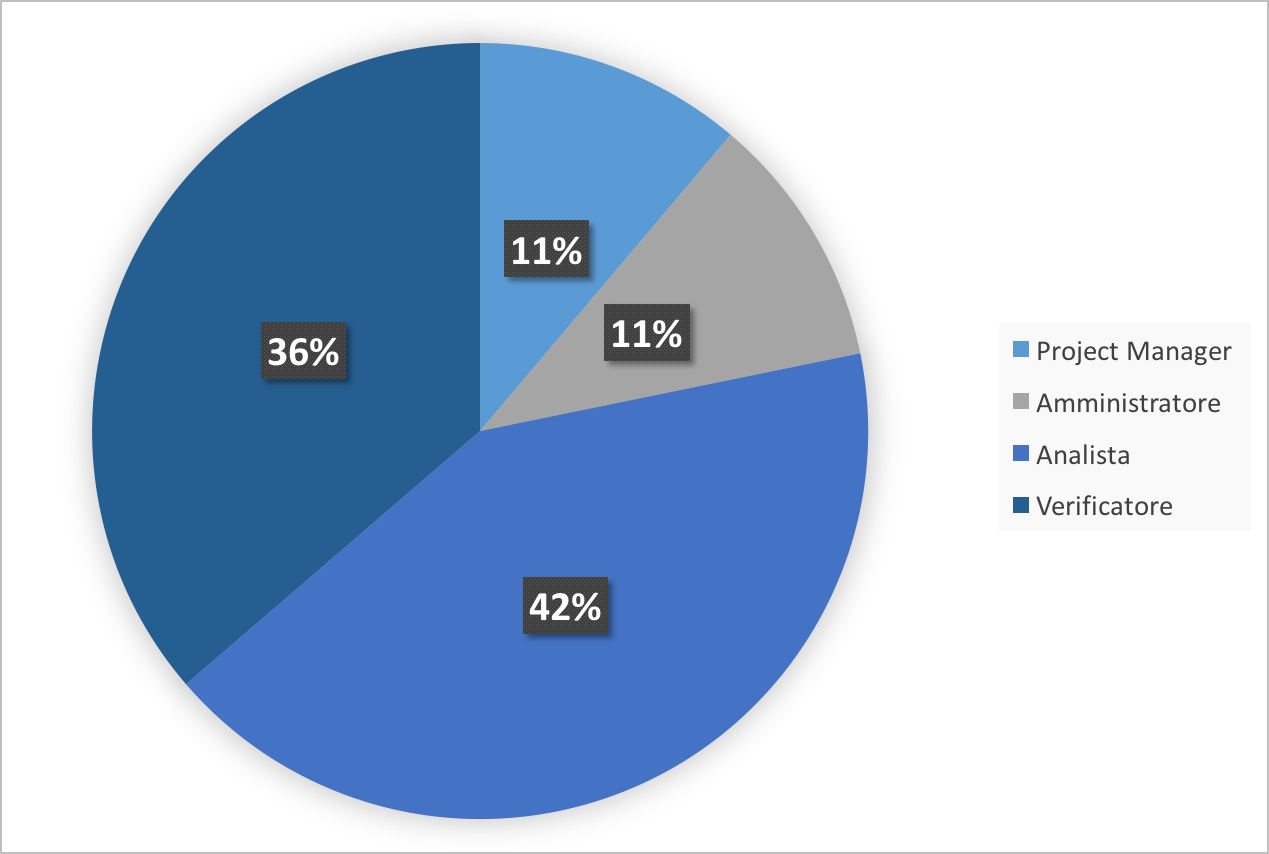 11%
11%
36%
42%
Project Manager
Amministratore
Analista
Verificatore